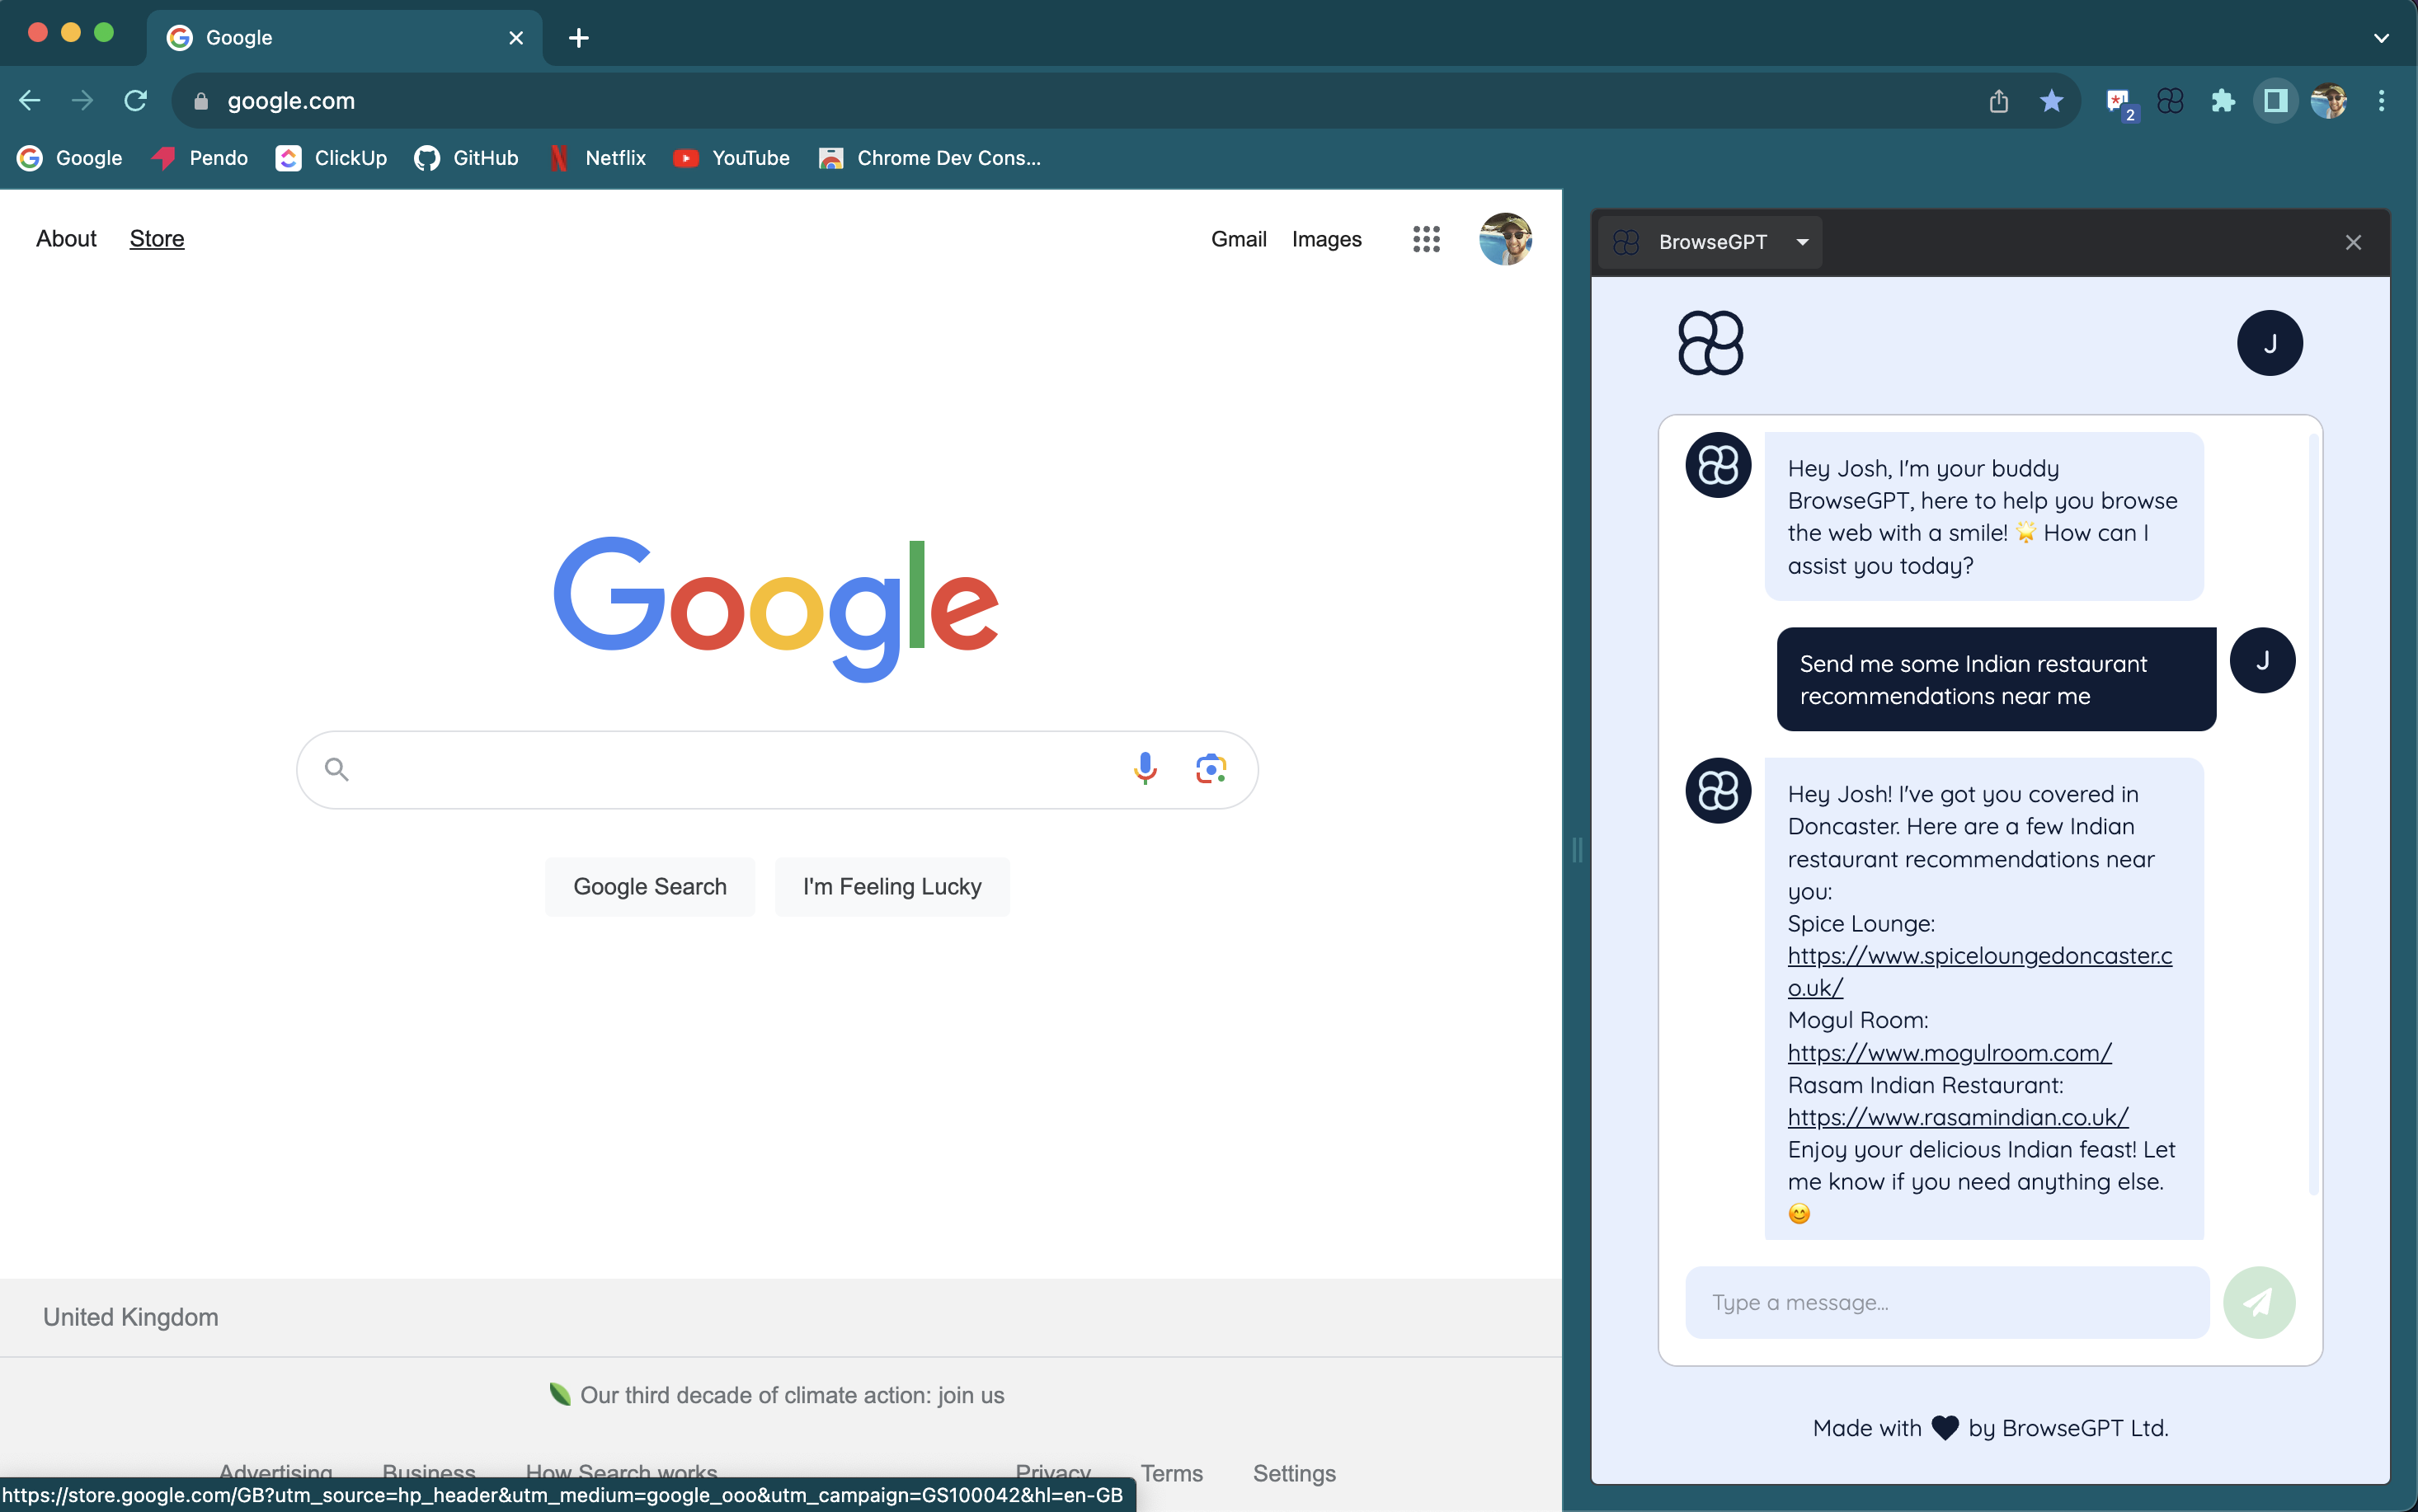 Google
google.com
2
Google Pendo ClickUp GitHub Netflix YouTube Chrome Dev Cons...
About Store
Gmail Images
Google
Google Search I'm Feeling Lucky
United Kingdom
Our third decade of climate action: join us
Advertising Business How Search works Privacy Terms Settings
https://store.google.com/GB?utm_source=hp_header&utm_medium=google_ooo&utm_campaign=GS100042&hl=en-GB
BrowseGPT
J
Hey Josh, I'm your buddy
BrowseGPT, here to help you browse
the web with a smile! 🌟 How can I
assist you today?
Send me some Indian restaurant
recommendations near me
J
Hey Josh! I've got you covered in
Doncaster. Here are a few Indian
restaurant recommendations near
you:
Spice Lounge:
https://www.spiceloungedoncaster.c
o.uk/
Mogul Room:
https://www.mogulroom.com/
Rasam Indian Restaurant:
https://www.rasamindian.co.uk/
Enjoy your delicious Indian feast! Let
me know if you need anything else.
😊
Type a message...
Made with 🖤 by BrowseGPT Ltd.